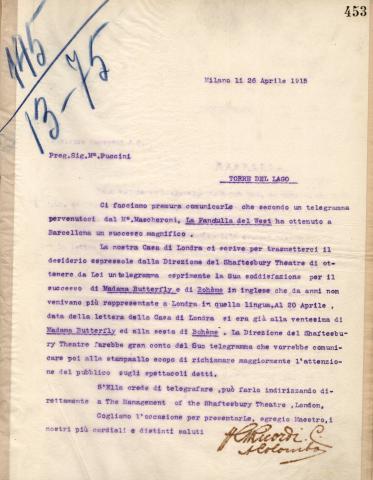 453
145
13-75
Milano li 26 Aprile 1915
Preg.Sig.M°.Puccini
TORRE DEL LAGO
Ci facciamo premura comunicarLe che secondo un telegramma
pervenutoci dal M°.Mascheroni, La Fanciulla del West ha ottenuto a
Barcellona un successo magnifico.
La nostra Casa di Londra ci scrive per trasmetterci il
desiderio espressole dalla Direzione del Shaftesbury Theatre di ot-
tenere da Lei un telegramma esprimente la Sua soddisfazione per il
successo di Madama Butterfly e di Bohème in inglese che da anni non
venivano più rappresentate a Londra in quella lingua. Al 20 Aprile ,
data della lettera della Casa di Londra si era già alla ventesima di
Madama Butterfly ed alla sesta di Bohème . La Direzione del Shaftesbu-
ry Theatre farebbe gran conto del Suo telegramma che vorrebbe comuni-
care poi alla stampa allo scopo di richiamare maggiormente l'attenzio-
ne del pubblico sugli spettacoli detti.
S'Ella crede di telegrafare ,può farlo indirizzando di-
rettamente a The Management of the Shaftesbury Theatre ,London,
Cogliamo l'occasione per presentarLe, egregio Maestro, i
nostri più cordiali e distinti saluti
Ricordi C.
A Colombo